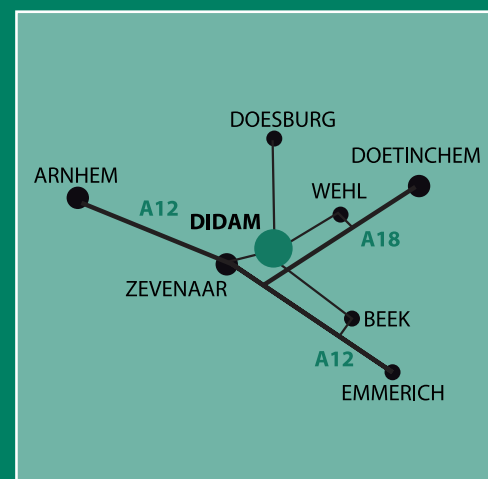 DOESBURG
DOETINCHEM
ARNHEM
WEHL
A12
DIDAM
A18
ZEVENAAR
BEEK
A12
EMMERICH